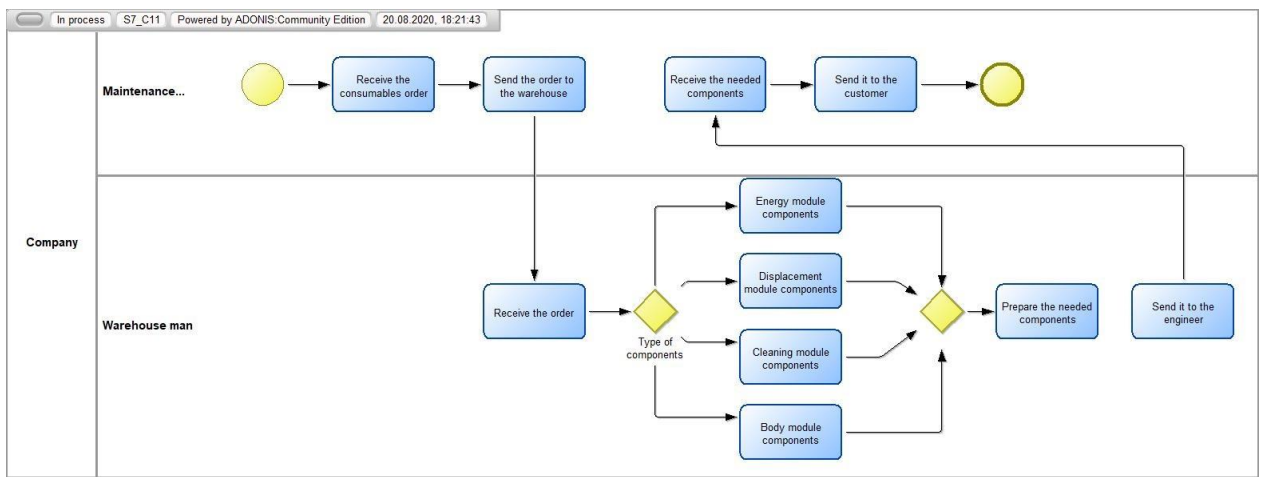 In process S7_C11 Powered by ADONIS:Community Edition 20.08.2020, 18:21:43
Company
Maintenance...
Receive the
consumables order
Send the order to
the warehouse
Receive the needed
components
Send it to the
customer
Warehouse man
Receive the order
Type of
components
Energy module
components
Displacement
module components
Cleaning module
components
Body module
components
Prepare the needed
components
Send it to the
engineer